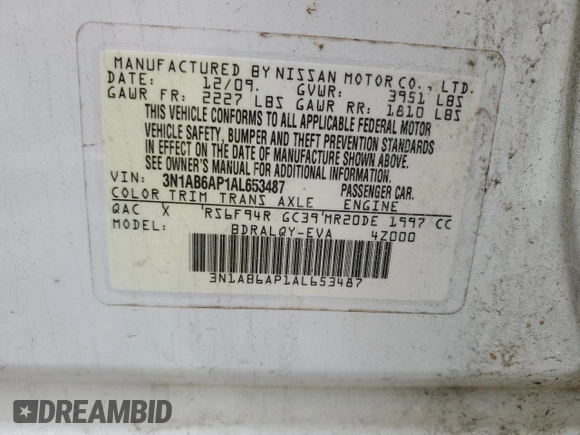 MANUFACTURED BY NISSAN MOTOR CO., LTD.
DATE: 12/09. GVWR: 3951 LBS
GAWR FR: 2227 LBS GAWR RR: 1810 LBS
THIS VEHICLE CONFORMS TO ALL APPLICABLE FEDERAL MOTOR
VEHICLE SAFETY, BUMPER AND THEFT PREVENTION STANDARDS
IN EFFECT ON THE DATE OF MANUFACTURE SHOWN ABOVE.
SEE OWNER'S MANUAL FOR ADDITIONAL INFORMATION.
VIN: 3N1AB6AP1AL653487 PASSENGER CAR.
COLOR TRIM TRANS AXLE ENGINE
QAC X RS6F94R GC39 MR20DE 1997 CC
MODEL: BDRALQY-EVA 4Z000
3N1AB6AP1AL653487
DREAMBID